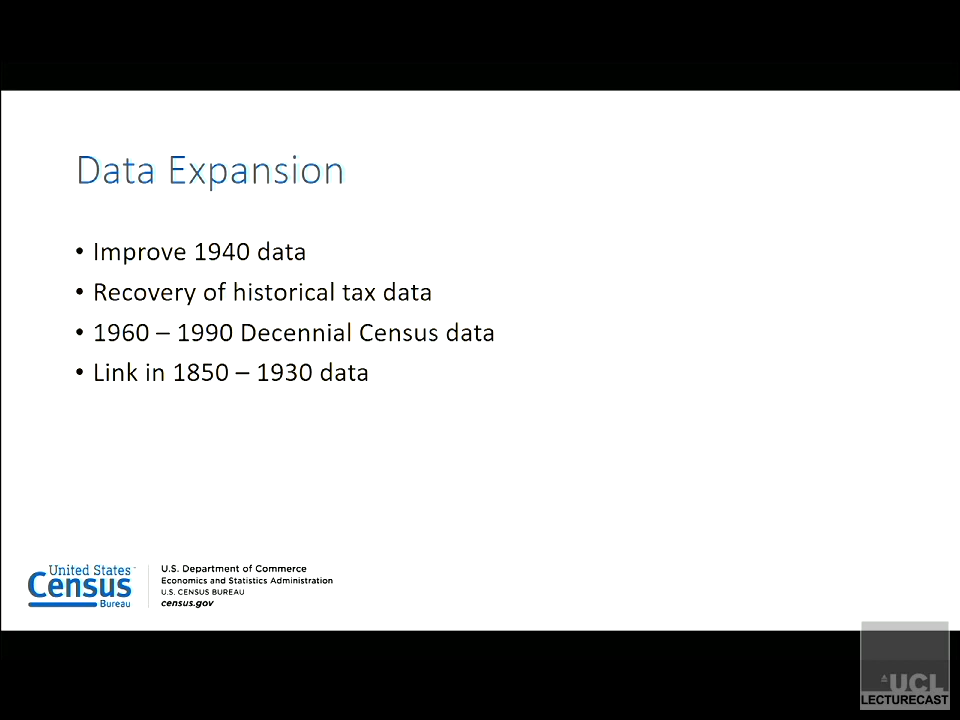 Data Expansion
• Improve 1940 data
• Recovery of historical tax data
• 1960 – 1990 Decennial Census data
• Link in 1850 – 1930 data
United States™
Census
Bureau
U.S. Department of Commerce
Economics and Statistics Administration
U.S. CENSUS BUREAU
census.gov
UCL
LECTURECAST